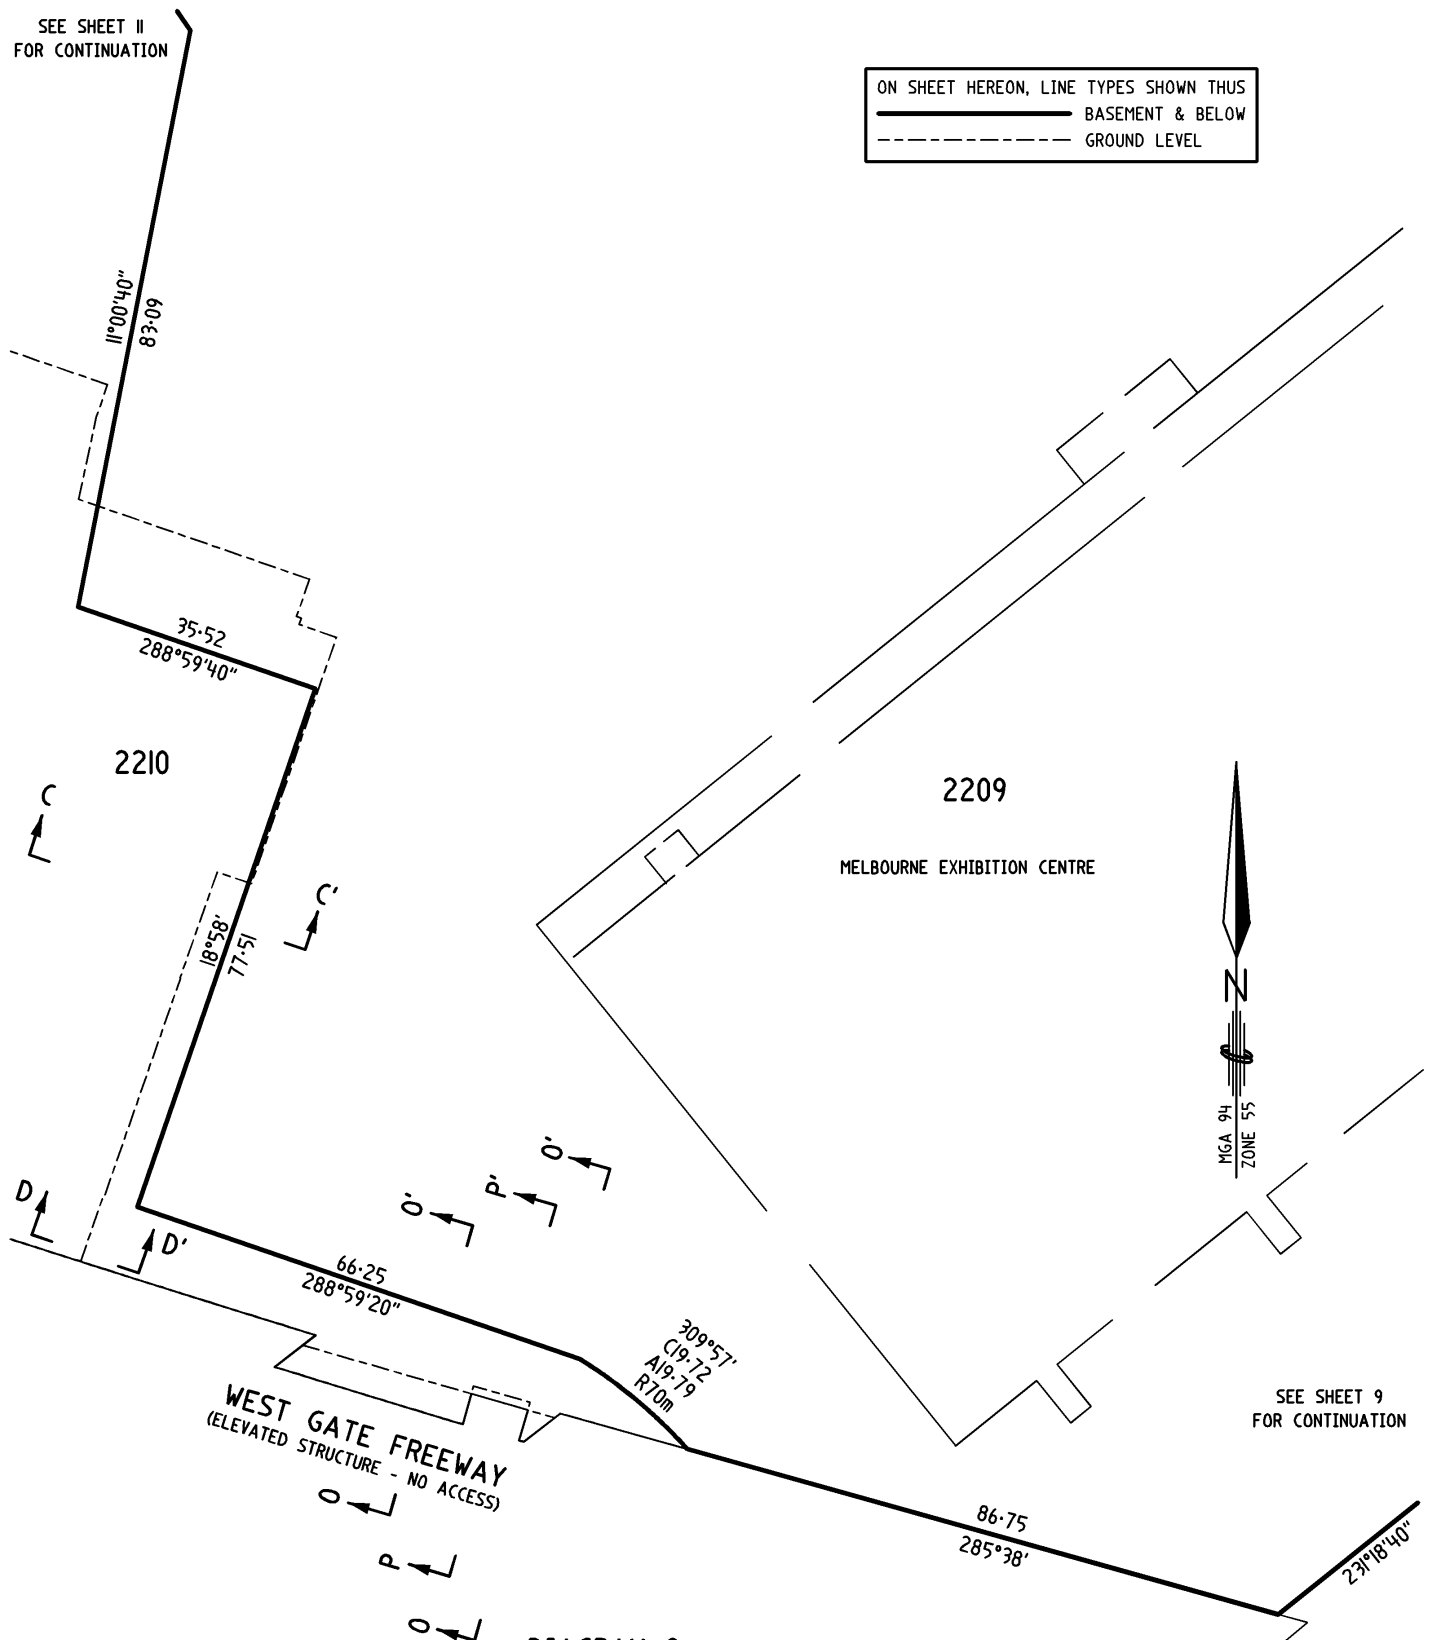 SEE SHEET 11
FOR CONTINUATION
ON SHEET HEREON, LINE TYPES SHOWN THUS
BASEMENT & BELOW
GROUND LEVEL
11°00'40"
83·09
35·52
288°59'40"
2210
2209
C
MELBOURNE EXHIBITION CENTRE
C'
18°58'
77·51
N
MGA 94
ZONE 55
O'
P'
O'
D
D'
66·25
288°59'20"
309°57'
C19·72
A19·79
R70m
WEST GATE FREEWAY
(ELEVATED STRUCTURE - NO ACCESS)
SEE SHEET 9
FOR CONTINUATION
O
P
O
86·75
285°38'
231°18'40"